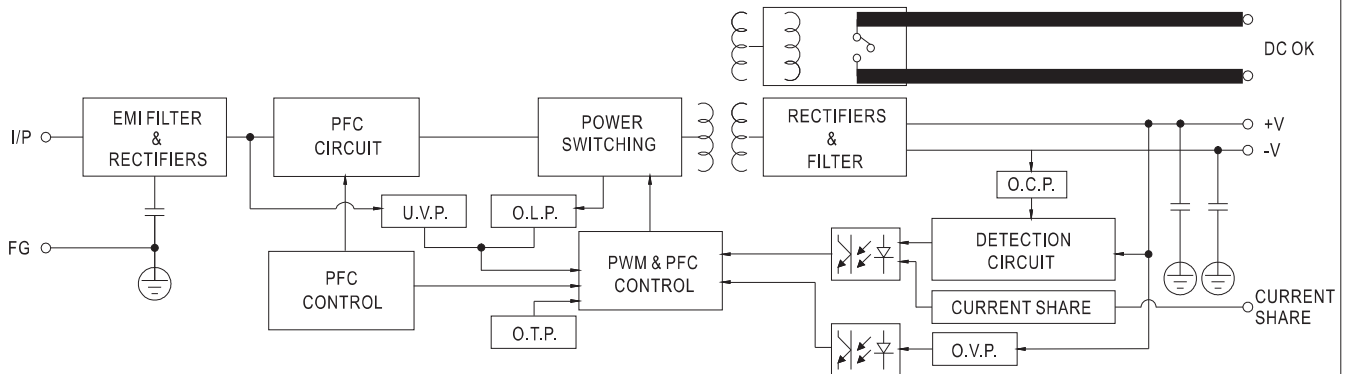 DC OK
I/P
EMI FILTER
&
RECTIFIERS
PFC
CIRCUIT
POWER
SWITCHING
RECTIFIERS
&
FILTER
+V
-V
O.C.P.
U.V.P.
O.L.P.
FG
PFC
CONTROL
PWM & PFC
CONTROL
DETECTION
CIRCUIT
CURRENT SHARE
CURRENT
SHARE
O.T.P.
O.V.P.